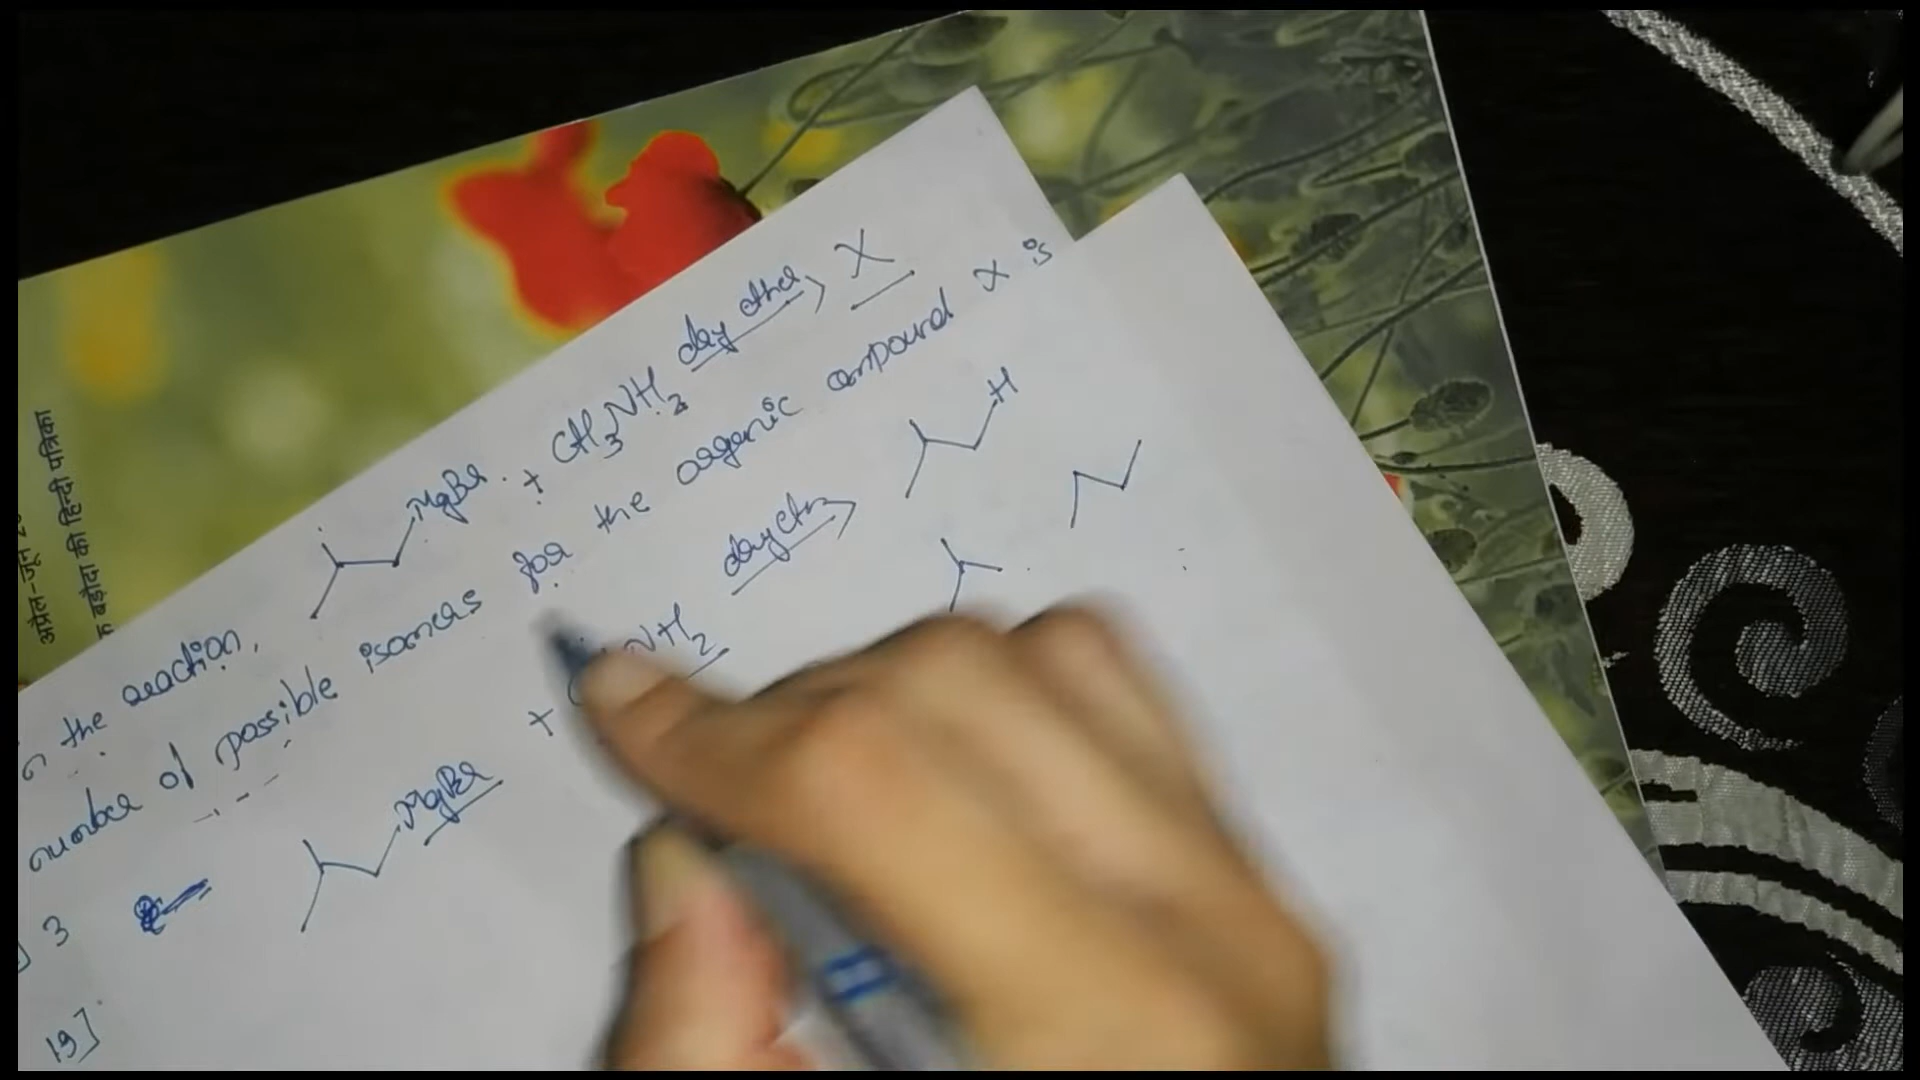 अप्रैल-जून
क बड़ौदा की हिन्दी पत्रिका
n the reaction, MgBr + CH3NH2 dry ether X
number of possible isomers for the organic compound X is
MgBr + NH2 dry ether H
3
19]